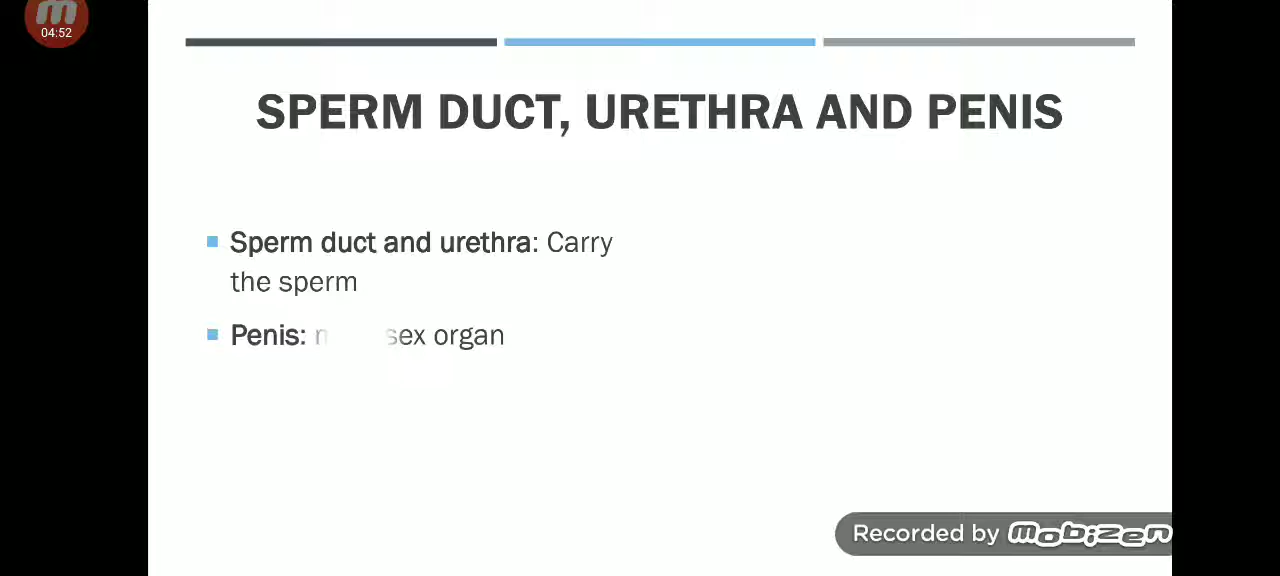 04:52
SPERM DUCT, URETHRA AND PENIS
Sperm duct and urethra: Carry
the sperm
Penis: sex organ
Recorded by mobizen